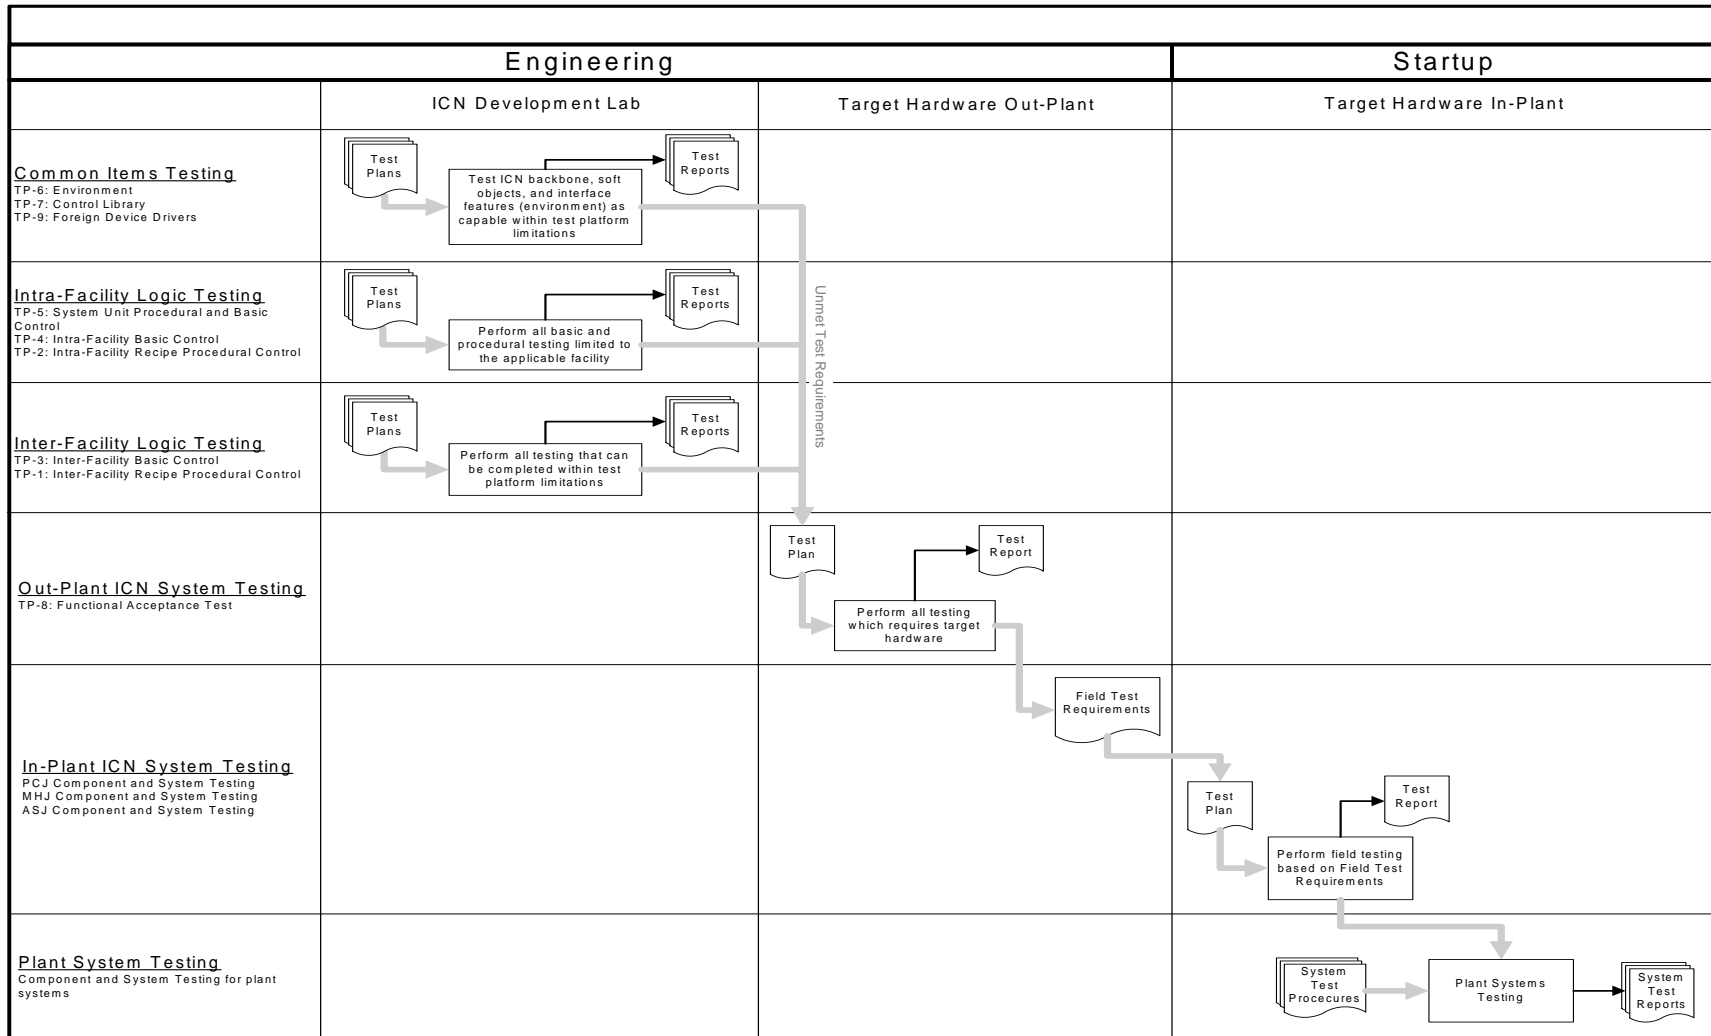 Engineering
Startup
ICN Development Lab
Target Hardware Out-Plant
Target Hardware In-Plant
Common Items Testing
TP-6: Environment
TP-7: Control Library
TP-9: Foreign Device Drivers
Test
Plans
Test ICN backbone, soft
objects, and interface
features (environment) as
capable within test platform
limitations
Test
Reports
Intra-Facility Logic Testing
TP-5: System Unit Procedural and Basic
Control
TP-4: Intra-Facility Basic Control
TP-2: Intra-Facility Recipe Procedural Control
Test
Plans
Perform all basic and
procedural testing limited to
the applicable facility
Test
Reports
Unmet Test Requirements
Inter-Facility Logic Testing
TP-3: Inter-Facility Basic Control
TP-1: Inter-Facility Recipe Procedural Control
Test
Plans
Perform all testing that can
be completed within test
platform limitations
Test
Reports
Out-Plant ICN System Testing
TP-8: Functional Acceptance Test
Test
Plan
Perform all testing
which requires target
hardware
Test
Report
In-Plant ICN System Testing
PCJ Component and System Testing
MHJ Component and System Testing
ASJ Component and System Testing
Field Test
Requirements
Test
Plan
Perform field testing
based on Field Test
Requirements
Test
Report
Plant System Testing
Component and System Testing for plant
systems
System
Test
Procecures
Plant Systems
Testing
System
Test
Reports